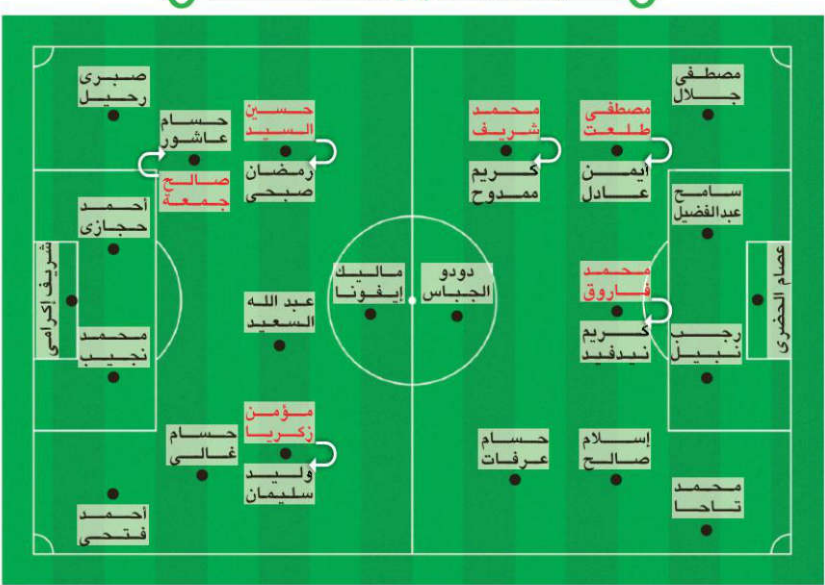 مصطفى
جلال
سامح
عبدالفضيل
عصام الحضرى
رجب
نبيل
محمد
تاحا
مصطفى
طلعت
أيمن
عادل
محمد
فاروق
كريم
نيدفيد
إسلام
صالح
محمد
شريف
كريم
ممدوح
دودو
الجباس
حسام
عرفات
ماليك
إيفونا
حسين
السيد
رمضان
صبحى
عبد الله
السعيد
مؤمن
زكريا
وليد
سليمان
حسام
عاشور
صالح
جمعة
حسام
غالى
صبرى
رحيل
أحمد
حجازى
شريف إكرامى
محمد
نجيب
أحمد
فتحى